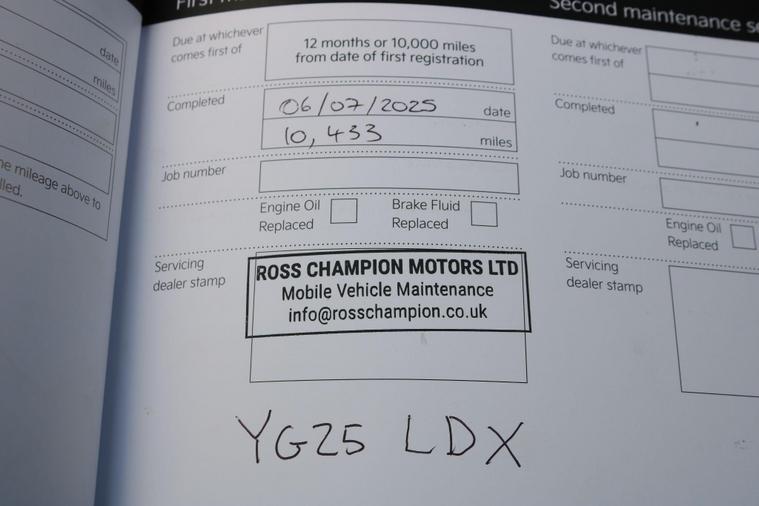 date
miles
he mileage above to
lled.
Due at whichever
comes first of
12 months or 10,000 miles
from date of first registration
Completed
06/07/2025 date
10,433 miles
Job number
Engine Oil
Replaced
Brake Fluid
Replaced
Servicing
dealer stamp
ROSS CHAMPION MOTORS LTD
Mobile Vehicle Maintenance
info@rosschampion.co.uk
YG25 LDX
Second maintenance se
Due at whichever
comes first of
Completed
Job number
Engine Oil
Replaced
Servicing
dealer stamp